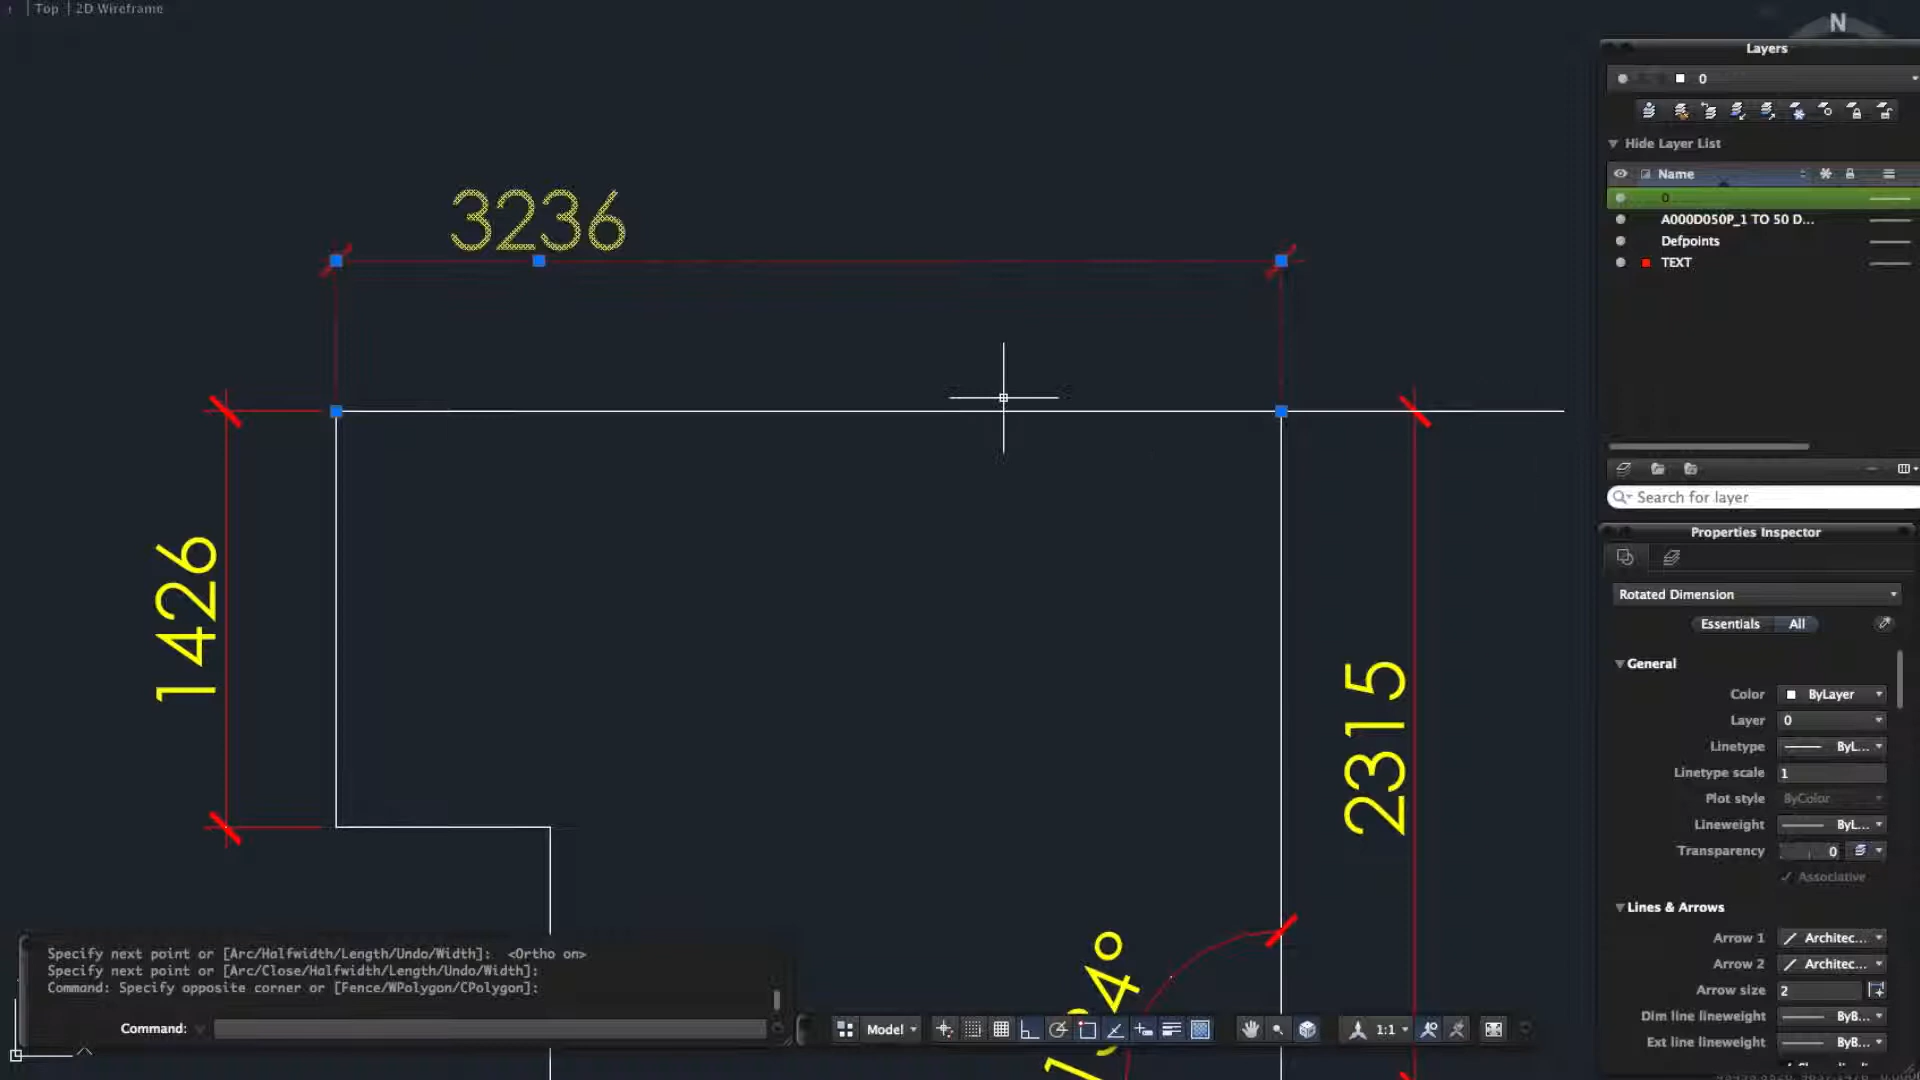 Top | 2D Wireframe
N
Layers
0
Hide Layer List
Name
0
A000D050P_1 TO 50 D...
Defpoints
TEXT
Search for layer
Properties Inspector
Rotated Dimension
Essentials All
General
Color ByLayer
Layer 0
Linetype ByL...
Linetype scale 1
Plot style ByColor
Lineweight ByL...
Transparency 0
✓ Associative
Lines & Arrows
Arrow 1 Architec...
Arrow 2 Architec...
Arrow size 2
Dim line lineweight ByB...
Ext line lineweight ByB...
3236
1426
2315
Specify next point or [Arc/Halfwidth/Length/Undo/Width]: <Ortho on>
Specify next point or [Arc/Close/Halfwidth/Length/Undo/Width]:
Command: Specify opposite corner or [Fence/WPolygon/CPolygon]:
Command:
Model
1:1